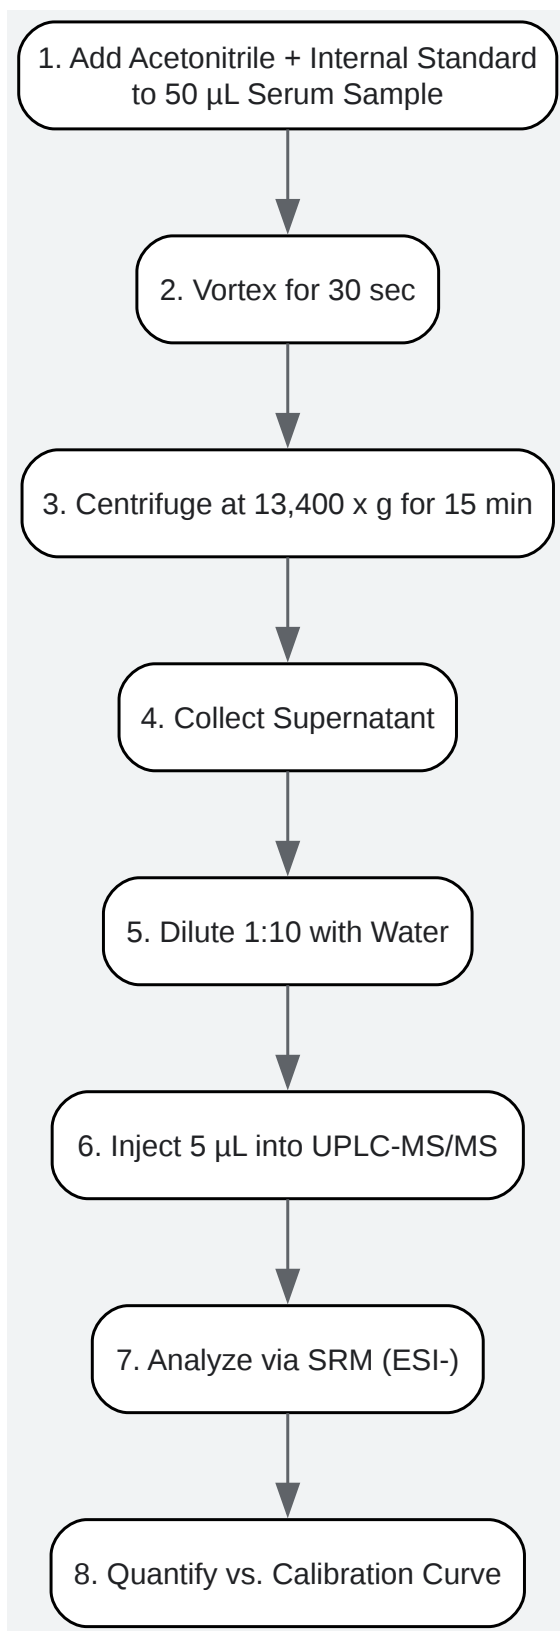 1. Add Acetonitrile + Internal Standard
to 50 µL Serum Sample
2. Vortex for 30 sec
3. Centrifuge at 13,400 x g for 15 min
4. Collect Supernatant
5. Dilute 1:10 with Water
6. Inject 5 µL into UPLC-MS/MS
7. Analyze via SRM (ESI-)
8. Quantify vs. Calibration Curve